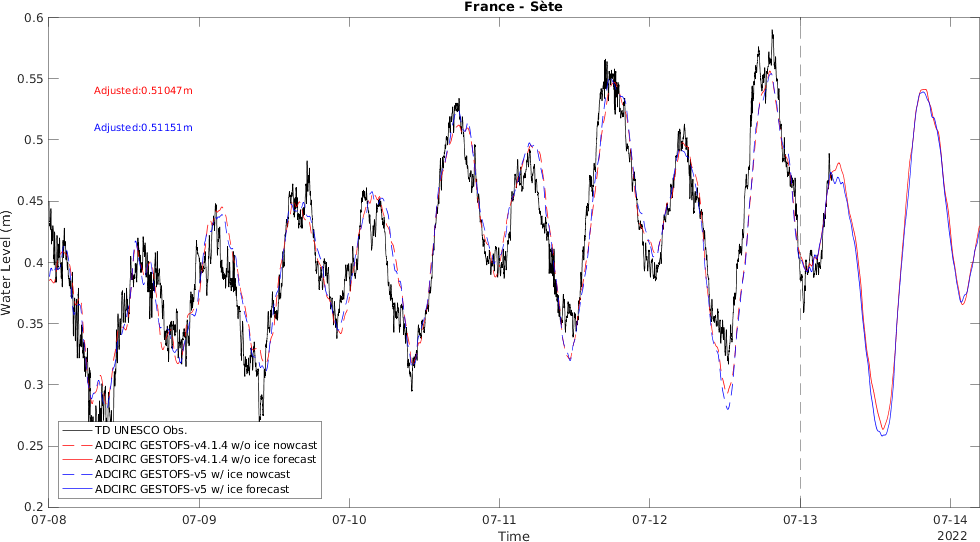 France - Sète
0.6
0.55
0.5
0.45
0.4
0.35
0.3
0.25
0.2
Water Level (m)
Adjusted:0.51047m
Adjusted:0.51151m
TD UNESCO Obs.
ADCIRC GESTOFS-v4.1.4 w/o ice nowcast
ADCIRC GESTOFS-v4.1.4 w/o ice forecast
ADCIRC GESTOFS-v5 w/ ice nowcast
ADCIRC GESTOFS-v5 w/ ice forecast
07-08 07-09 07-10 07-11 07-12 07-13 07-14
Time
2022